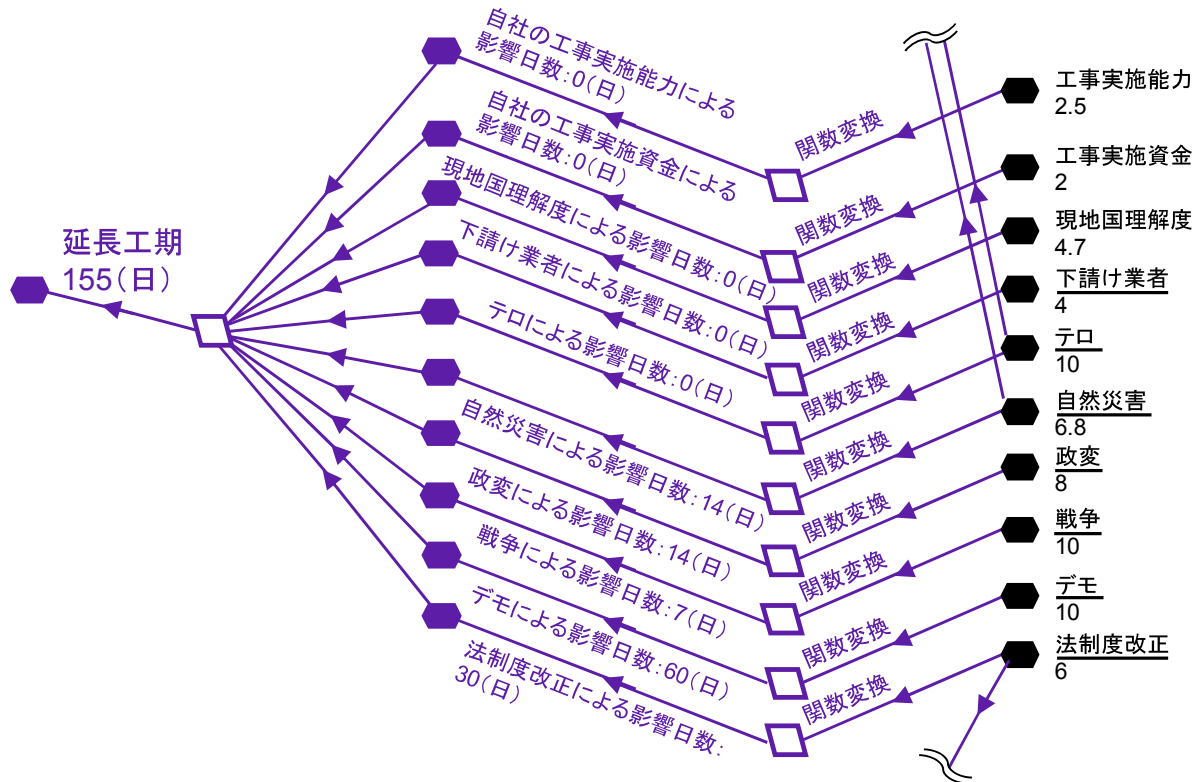 自社の工事実施能力による
影響日数:0(日)
自社の工事実施資金による
影響日数:0(日)
現地国理解度による影響日数:0(日)
下請け業者による影響日数:0(日)
テロによる影響日数:0(日)
自然災害による影響日数:14(日)
政変による影響日数:14(日)
戦争による影響日数:7(日)
デモによる影響日数:60(日)
法制度改正による影響日数:
30(日)
延長工期
155(日)
関数変換
関数変換
関数変換
関数変換
関数変換
関数変換
関数変換
関数変換
関数変換
関数変換
工事実施能力
2.5
工事実施資金
2
現地国理解度
4.7
下請け業者
4
テロ
10
自然災害
6.8
政変
8
戦争
10
デモ
10
法制度改正
6